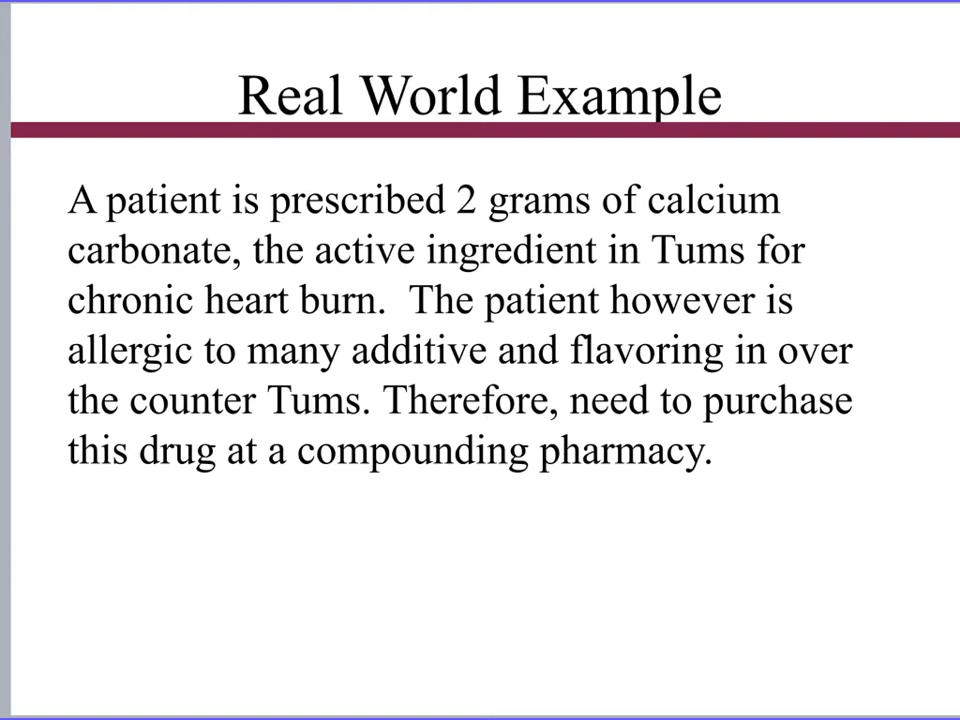 Real World Example
A patient is prescribed 2 grams of calcium
carbonate, the active ingredient in Tums for
chronic heart burn.  The patient however is
allergic to many additive and flavoring in over
the counter Tums. Therefore, need to purchase
this drug at a compounding pharmacy.